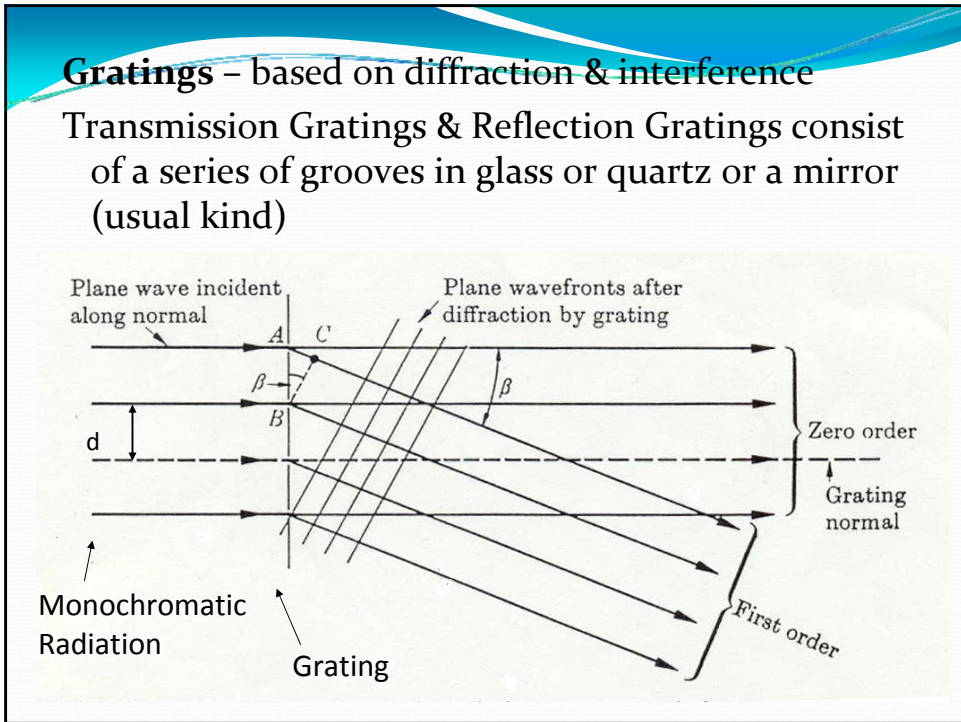 Gratings – based on diffraction & interference
Transmission Gratings & Reflection Gratings consist
of a series of grooves in glass or quartz or a mirror
(usual kind)
Plane wave incident
along normal
Plane wavefronts after
diffraction by grating
A
C
β
β
B
d
Zero order
Grating
normal
First order
Monochromatic
Radiation
Grating